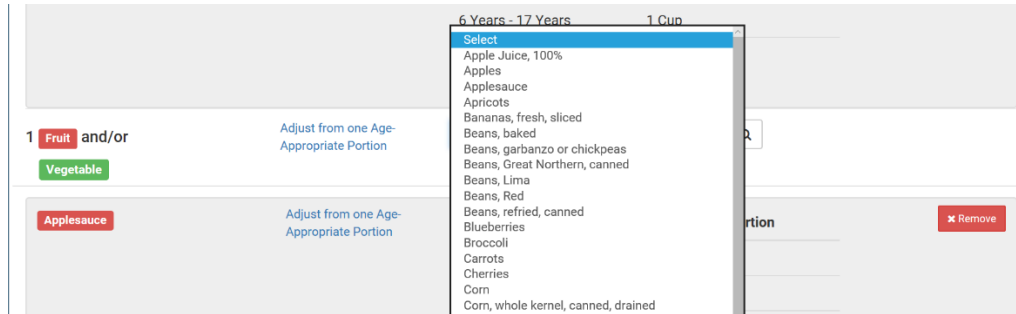 6 Years - 17 Years 1 Cup
Select
Apple Juice, 100%
Apples
Applesauce
Apricots
Bananas, fresh, sliced
Beans, baked
Beans, garbanzo or chickpeas
Beans, Great Northern, canned
Beans, Lima
Beans, Red
Beans, refried, canned
Blueberries
Broccoli
Carrots
Cherries
Corn
Corn, whole kernel, canned, drained
1 Fruit and/or
Vegetable
Adjust from one Age-
Appropriate Portion
Applesauce
Adjust from one Age-
Appropriate Portion
rtion
× Remove